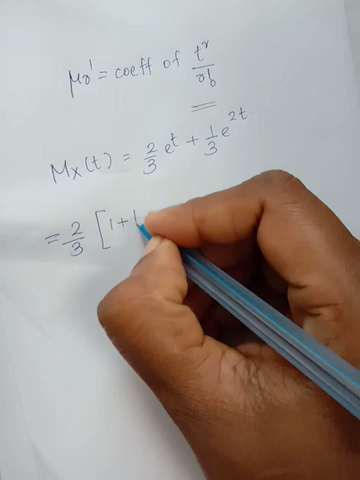 μr' = coeff of t^r/r!
Mx(t) = 2/3 e^t + 1/3 e^2t
= 2/3 [ 1 + t